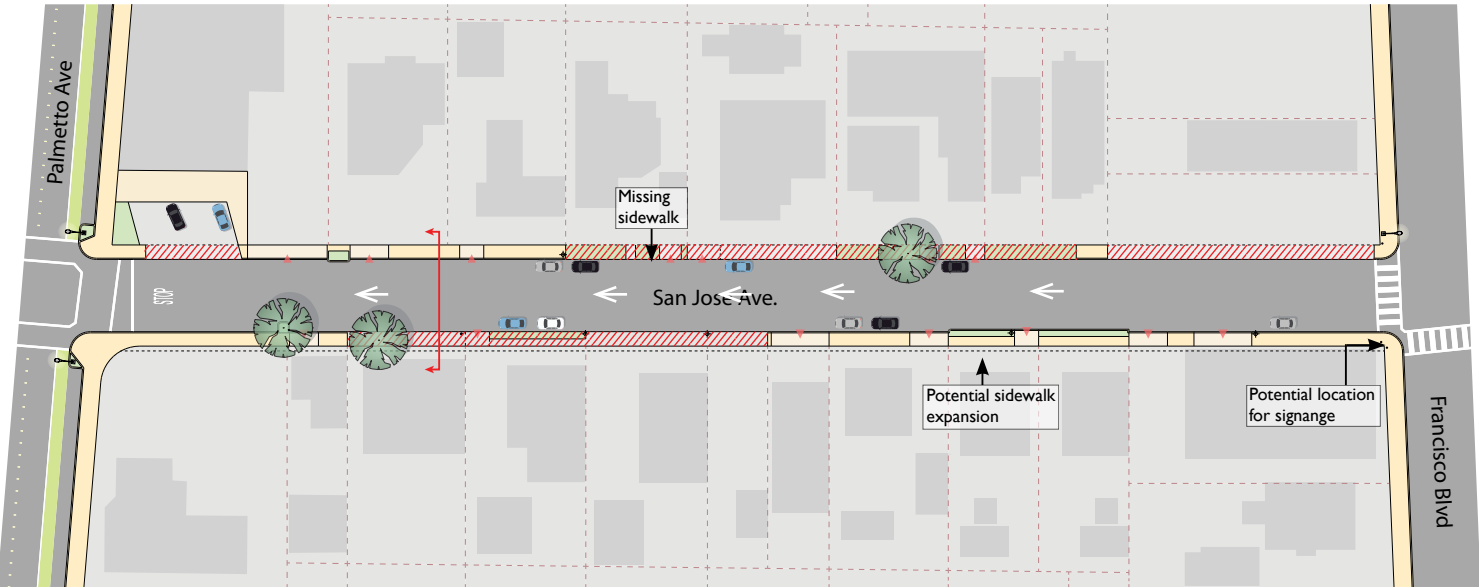 Palmetto Ave
Missing
sidewalk
STOP
San Jose Ave.
Potential sidewalk
expansion
Potential location
for signange
Francisco Blvd